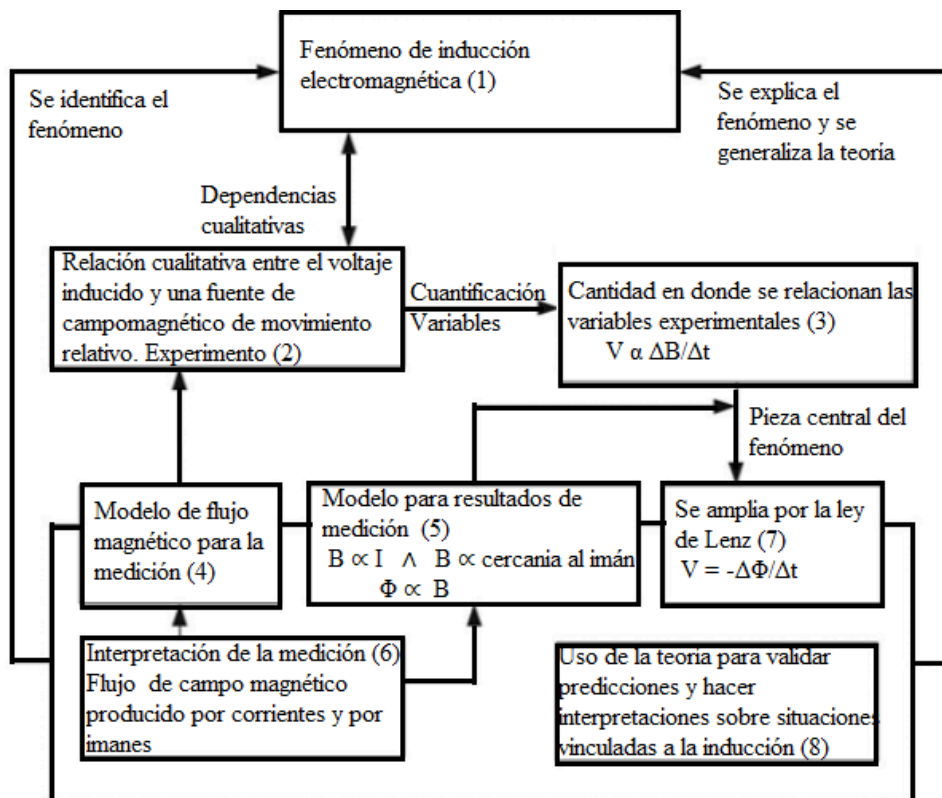 Fenómeno de inducción
electromagnética (1)
Se identifica el
fenómeno
Se explica el
fenómeno y se
generaliza la teoría
Dependencias
cualitativas
Relación cualitativa entre el voltaje
inducido y una fuente de
campomagnético de movimiento
relativo. Experimento (2)
Cuantificación
Variables
Cantidad en donde se relacionan las
variables experimentales (3)
V α ΔB/Δt
Pieza central del
fenómeno
Modelo de flujo
magnético para la
medición (4)
Modelo para resultados de
medición (5)
B ∝ I ∧ B ∝ cercania al imán
Φ ∝ B
Se amplia por la ley
de Lenz (7)
V = -ΔΦ/Δt
Interpretación de la medición (6)
Flujo de campo magnético
producido por corrientes y por
imanes
Uso de la teoría para validar
predicciones y hacer
interpretaciones sobre situaciones
vinculadas a la inducción (8)